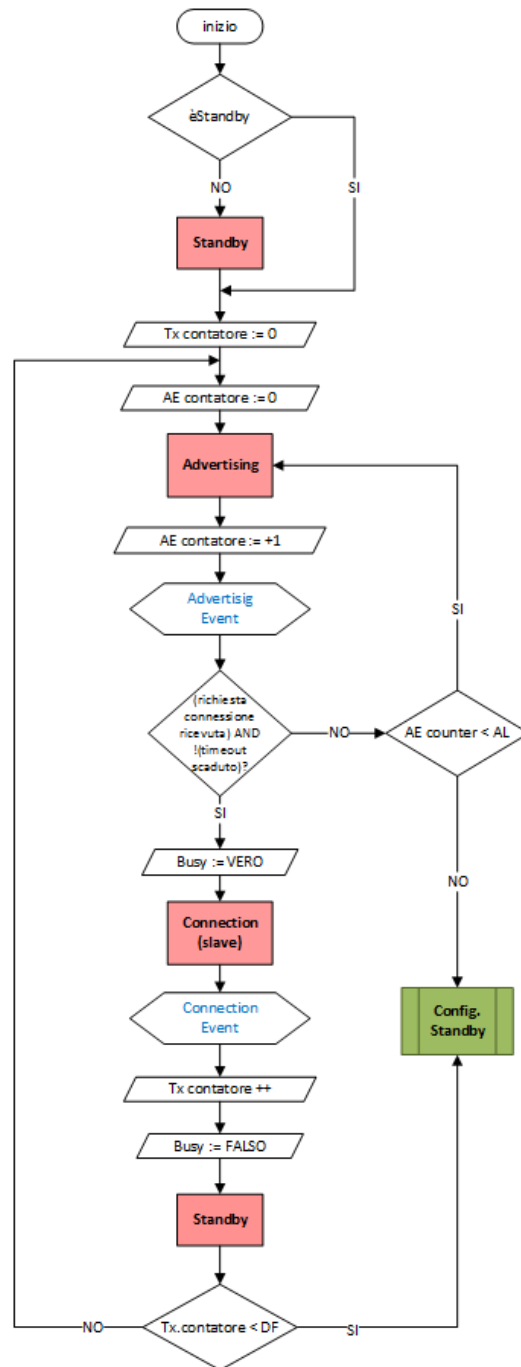 inizio
èStandby
NO
SI
Standby
Tx contatore := 0
AE contatore := 0
Advertising
AE contatore := +1
Advertisig
Event
SI
(richiesta
connessione
ricevuta) AND
!(timeout
scaduto)?
NO
AE counter < AL
SI
Busy := VERO
NO
Connection
(slave)
Config.
Standby
Connection
Event
Tx contatore ++
Busy := FALSO
Standby
NO
Tx.contatore < DF
SI